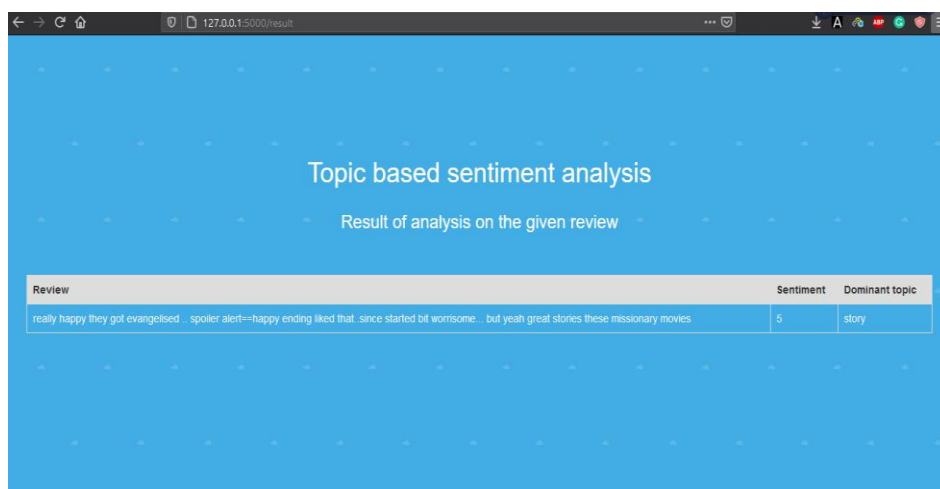 127.0.0.1:5000/result
A ABP G
Topic based sentiment analysis
Result of analysis on the given review
Review Sentiment Dominant topic
really happy they got evangelised .. spoiler alert==happy ending liked that..since started bit worrisome... but yeah great stories these missionary movies 5 story